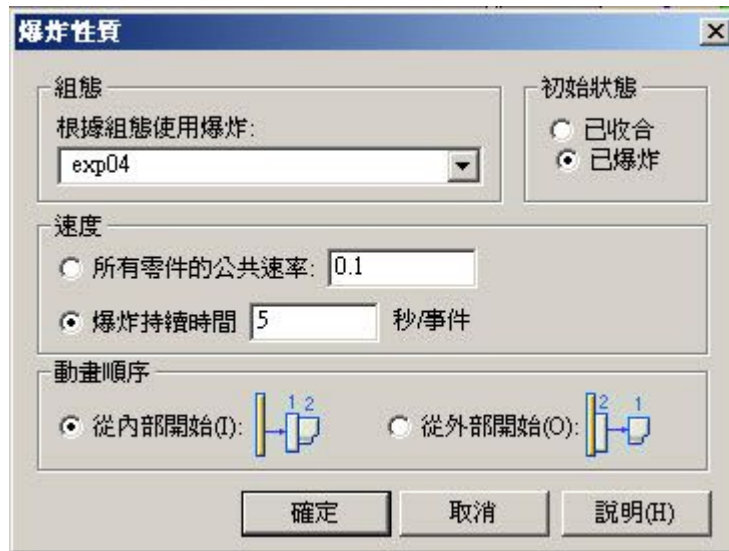 爆炸性質
組態
根據組態使用爆炸:
exp04
初始狀態
已收合
已爆炸
速度
所有零件的公共速率: 0.1
爆炸持續時間 5 秒/事件
動畫順序
從內部開始(I): 1 2
從外部開始(O): 2 1
確定 取消 說明(H)